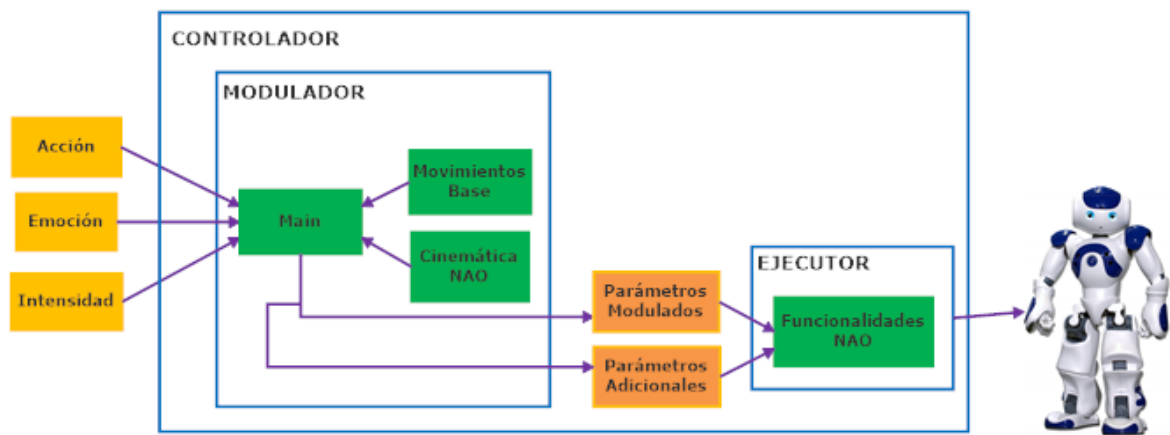 CONTROLADOR
MODULADOR
Acción
Emoción
Intensidad
Main
Movimientos
Base
Cinemática
NAO
Parámetros
Modulados
Parámetros
Adicionales
EJECUTOR
Funcionalidades
NAO